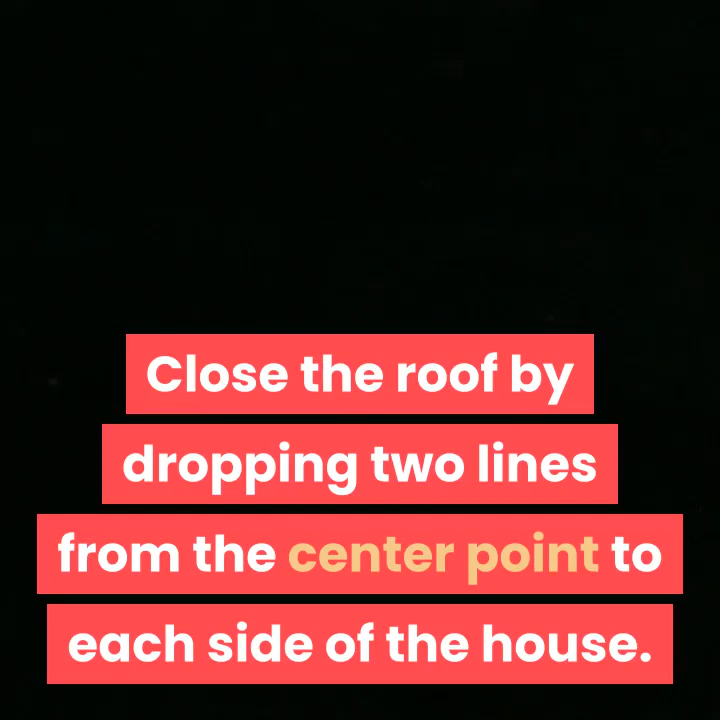 Close the roof by
dropping two lines
from the center point to
each side of the house.